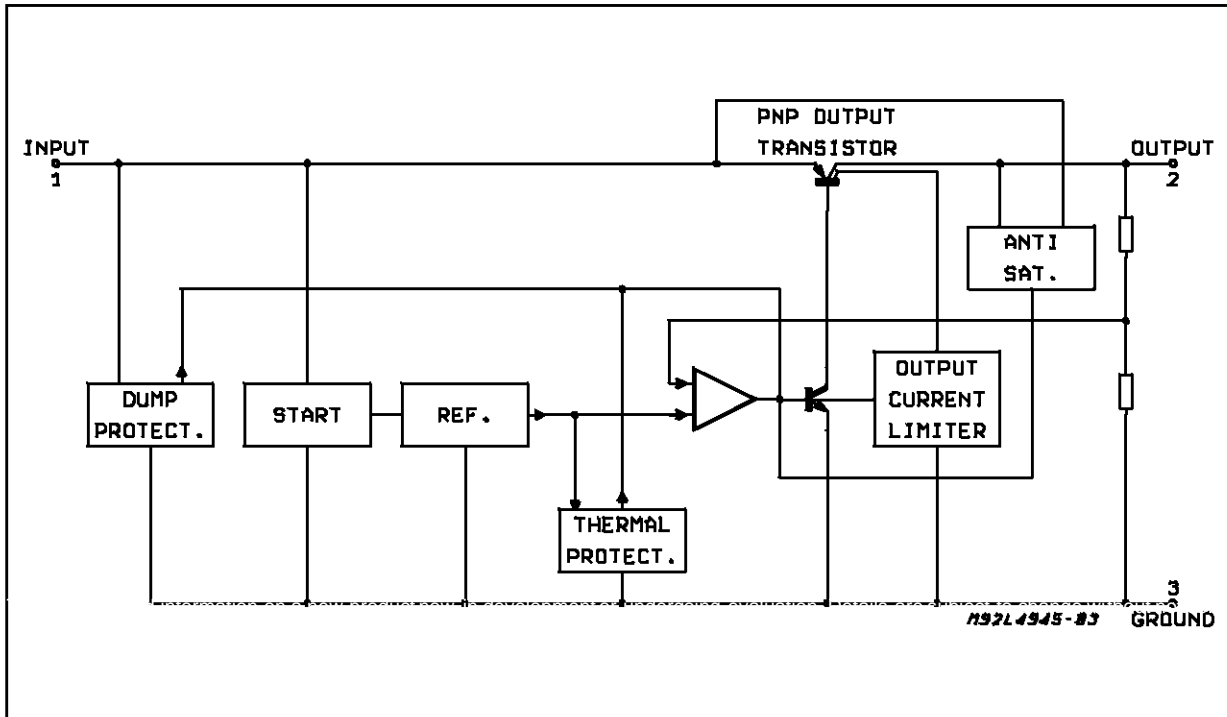 PNP OUTPUT
TRANSISTOR
INPUT
1
OUTPUT
2
ANTI
SAT.
DUMP
PROTECT.
START
REF.
OUTPUT
CURRENT
LIMITER
THERMAL
PROTECT.
3
M92L4945-03
GROUND